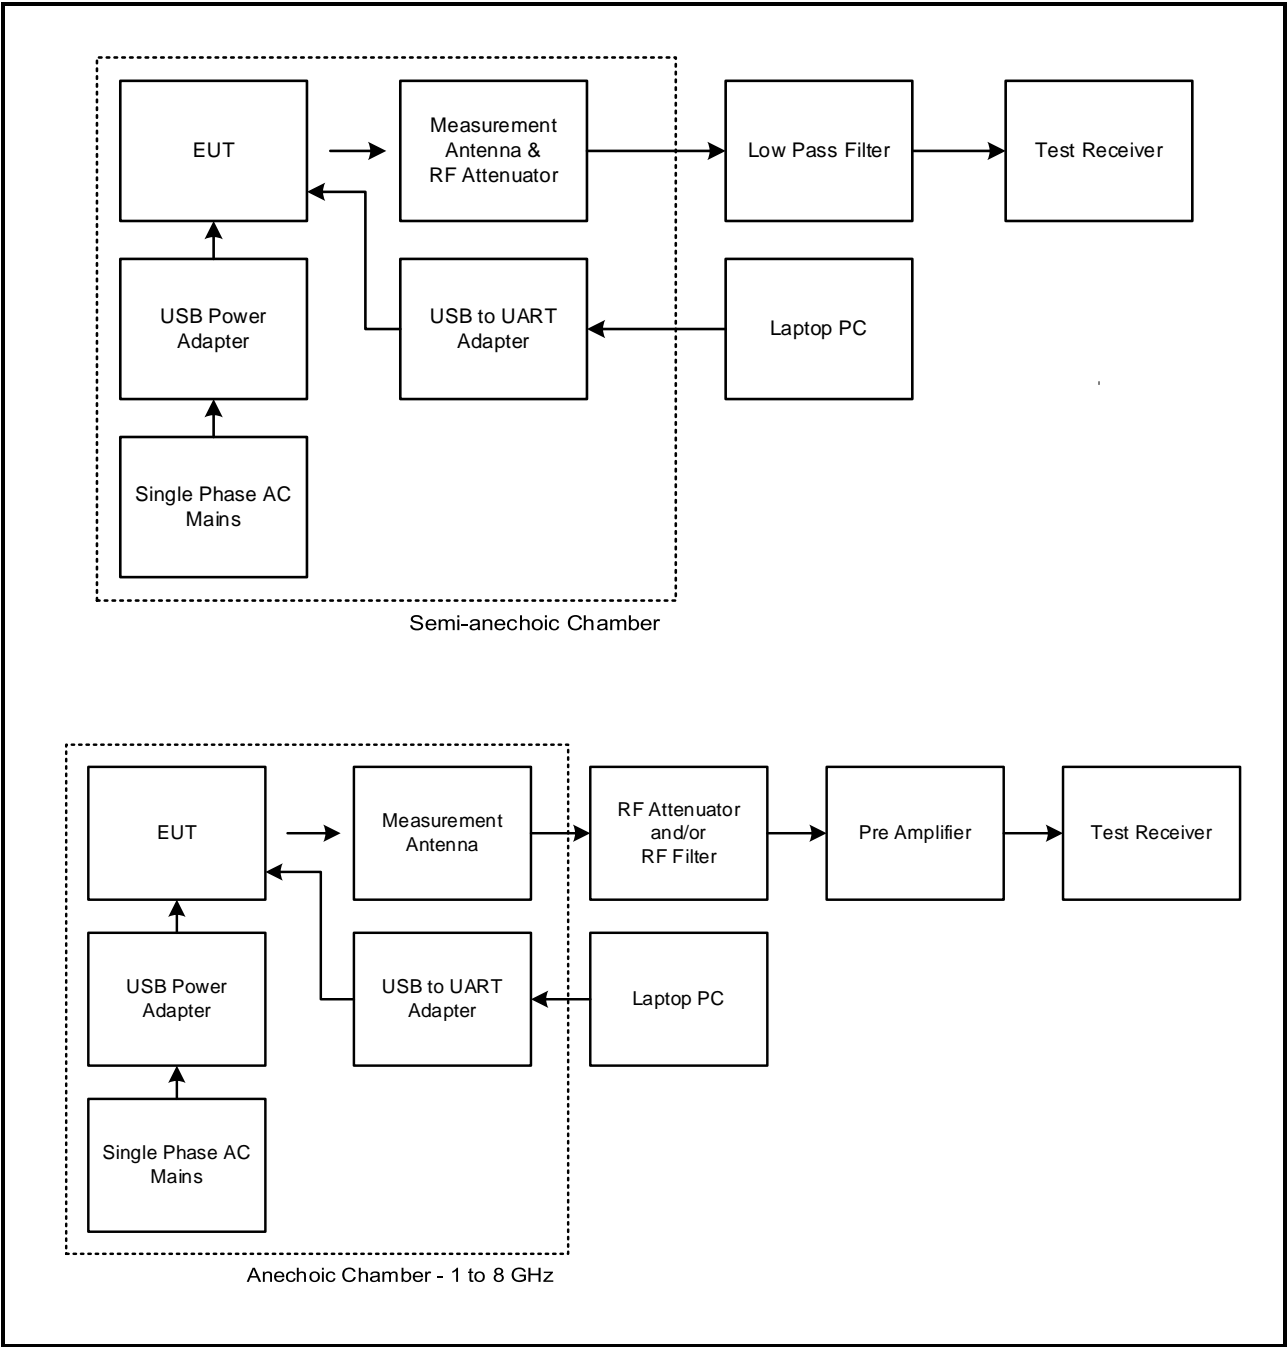 EUT
Measurement
Antenna &
RF Attenuator
Low Pass Filter
Test Receiver
USB Power
Adapter
USB to UART
Adapter
Laptop PC
Single Phase AC
Mains
Semi-anechoic Chamber
EUT
Measurement
Antenna
RF Attenuator
and/or
RF Filter
Pre Amplifier
Test Receiver
USB Power
Adapter
USB to UART
Adapter
Laptop PC
Single Phase AC
Mains
Anechoic Chamber - 1 to 8 GHz